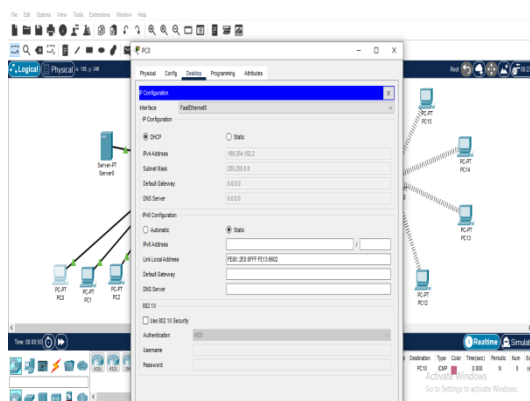 File Edit Options View Tools Extensions Window Help
PC0
Logical Physical x: 106, y: 346
Root
Physical Config Desktop Programming Attributes
IP Configuration X
Interface FastEthernet0
IP Configuration
DHCP Static
IPv4 Address 169.254.102.2
Subnet Mask 255.255.0.0
Default Gateway 0.0.0.0
DNS Server 0.0.0.0
IPv6 Configuration
Automatic Static
IPv6 Address /
Link Local Address FE80::2E0:8FFF:FE13:6602
Default Gateway
DNS Server
802.1X
Use 802.1X Security
Authentication MD5
Username
Password
Server-PT
Server0
PC-PT
PC0
PC-PT
PC1
PC-PT
PC2
PC15
PC-PT
PC14
PC-PT
PC13
PC-PT
PC12
Time: 00:00:50
Realtime Simulat
Destination Type Color Time(sec) Periodic Num
PC10 ICMP 0.000 N 0
Activate Windows
Go to Settings to activate Windows.